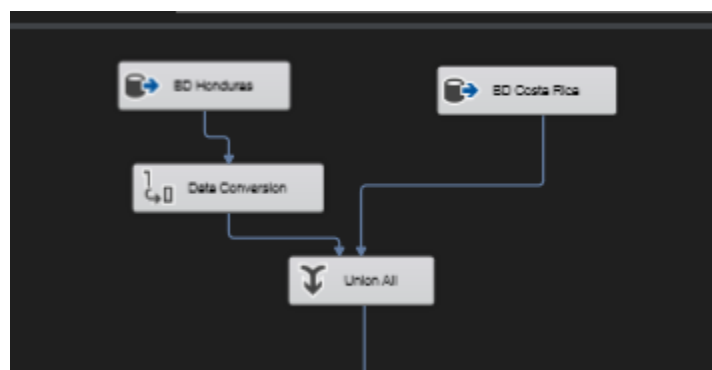 BD Honduras
BD Costa Rica
Data Conversion
Union All